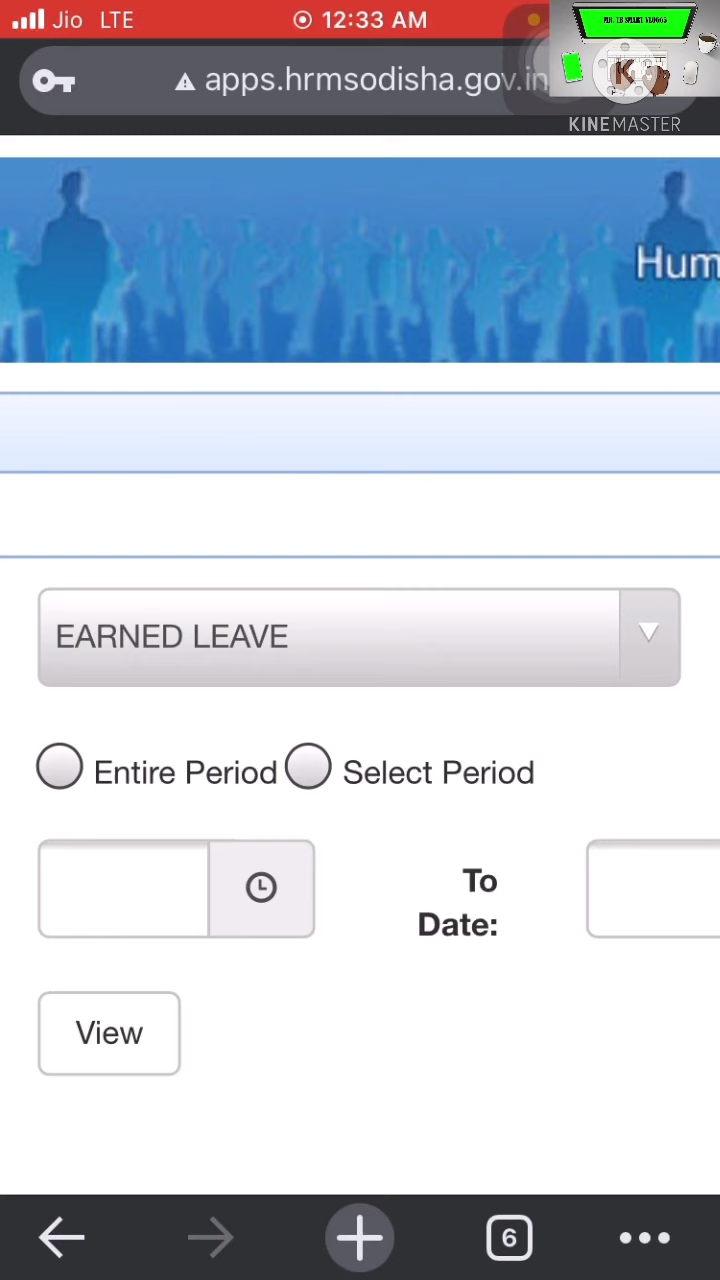 Jio LTE 12:33 AM
apps.hrmsodisha.gov.in
K
KINEMASTER
Hum
EARNED LEAVE
Entire Period Select Period
To
Date:
View
6